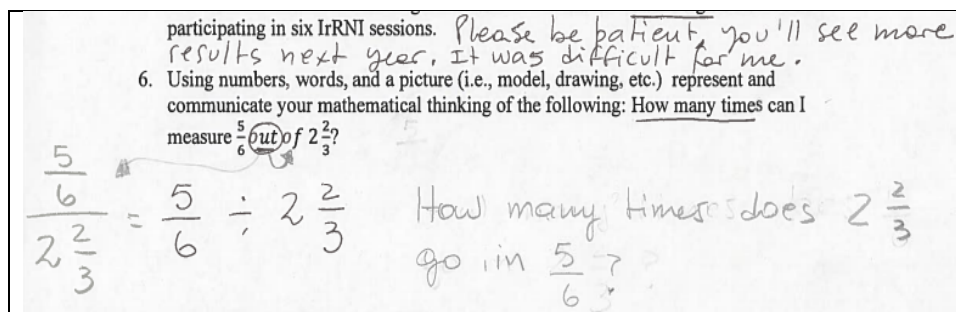 participating in six IrRNI sessions. Please be patient, you'll see more
results next year. It was difficult for me.
6. Using numbers, words, and a picture (i.e., model, drawing, etc.) represent and
communicate your mathematical thinking of the following: How many times can I
measure 5/6 out of 2 2/3?
5/6 / 2 2/3 = 5/6 ÷ 2 2/3
How many times does 2 2/3
go in 5/6 ?